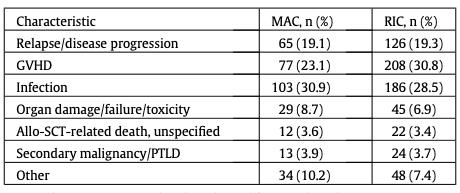 Characteristic MAC, n (%) RIC, n (%)
Relapse/disease progression 65 (19.1) 126 (19.3)
GVHD 77 (23.1) 208 (30.8)
Infection 103 (30.9) 186 (28.5)
Organ damage/failure/toxicity 29 (8.7) 45 (6.9)
Allo-SCT-related death, unspecified 12 (3.6) 22 (3.4)
Secondary malignancy/PTLD 13 (3.9) 24 (3.7)
Other 34 (10.2) 48 (7.4)